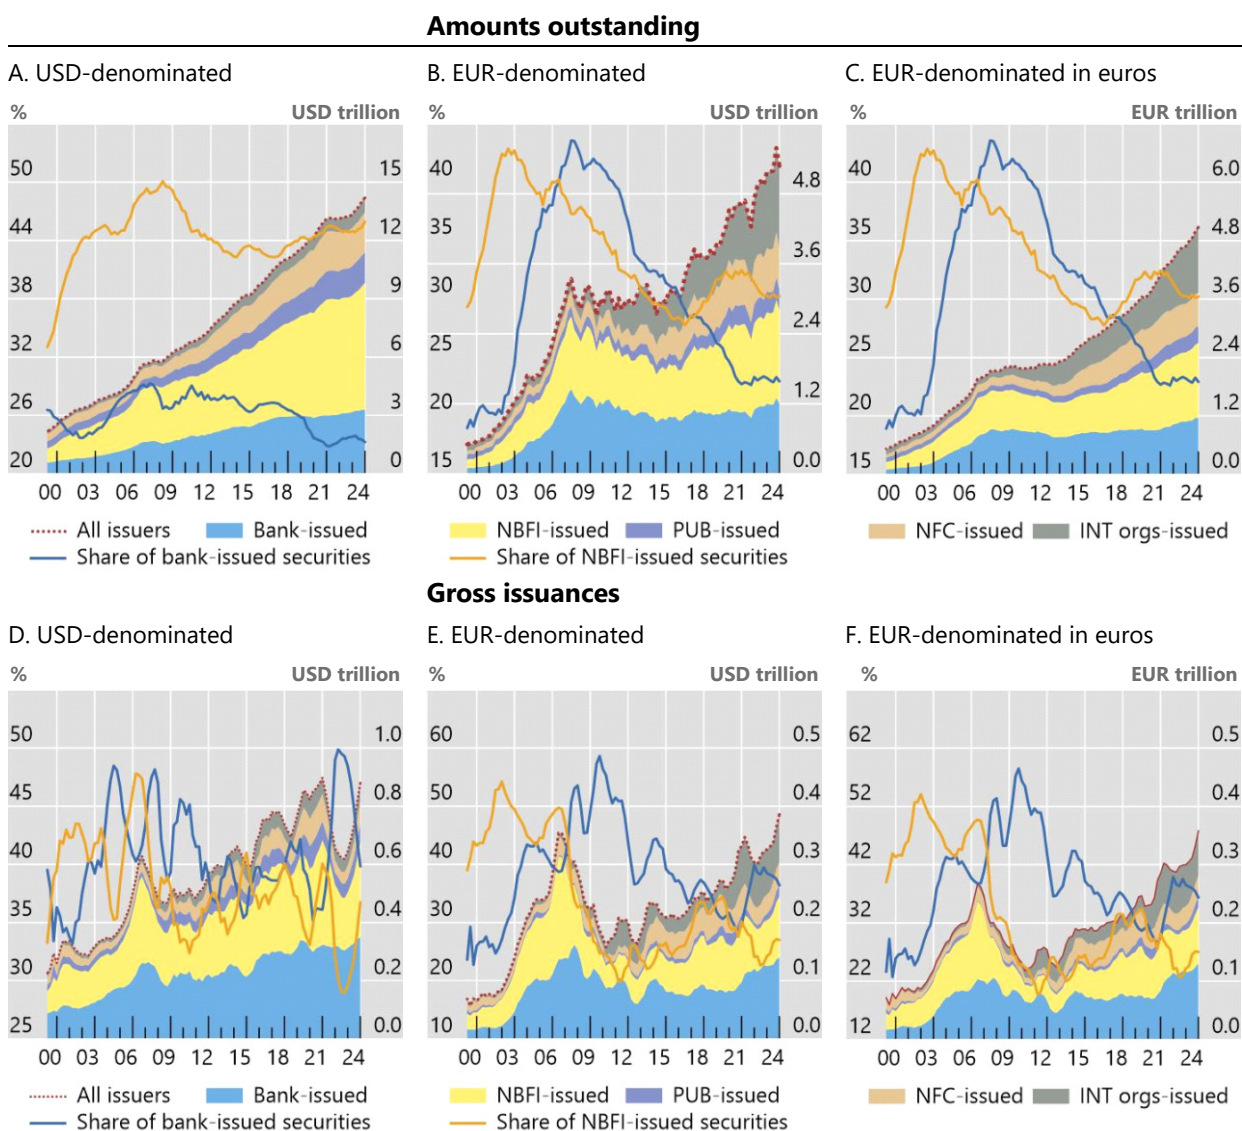 Amounts outstanding
A. USD-denominated
B. EUR-denominated
C. EUR-denominated in euros
% USD trillion
% USD trillion
% EUR trillion
50 15
44 12
38 9
32 6
26 3
20 0
00 03 06 09 12 15 18 21 24
40 4.8
35 3.6
30 2.4
25 1.2
20 0.0
15
00 03 06 09 12 15 18 21 24
40 6.0
35 4.8
30 3.6
25 2.4
20 1.2
15 0.0
00 03 06 09 12 15 18 21 24
All issuers Bank-issued
Share of bank-issued securities
NBFI-issued PUB-issued
Share of NBFI-issued securities
NFC-issued INT orgs-issued
Gross issuances
D. USD-denominated
E. EUR-denominated
F. EUR-denominated in euros
% USD trillion
% USD trillion
% EUR trillion
50 1.0
45 0.8
40 0.6
35 0.4
30 0.2
25 0.0
00 03 06 09 12 15 18 21 24
60 0.5
50 0.4
40 0.3
30 0.2
20 0.1
10 0.0
00 03 06 09 12 15 18 21 24
62 0.5
52 0.4
42 0.3
32 0.2
22 0.1
12 0.0
00 03 06 09 12 15 18 21 24
All issuers Bank-issued
Share of bank-issued securities
NBFI-issued PUB-issued
Share of NBFI-issued securities
NFC-issued INT orgs-issued